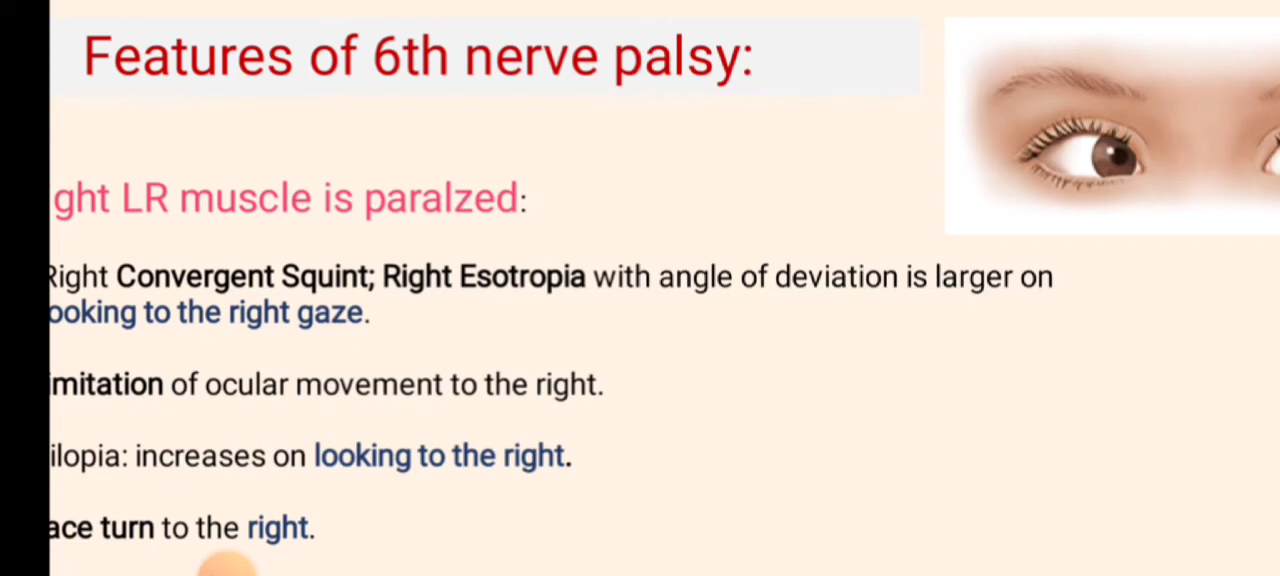 Features of 6th nerve palsy:
ght LR muscle is paralzed:
Right Convergent Squint; Right Esotropia with angle of deviation is larger on
ooking to the right gaze.
imitation of ocular movement to the right.
ilopia: increases on looking to the right.
ace turn to the right.